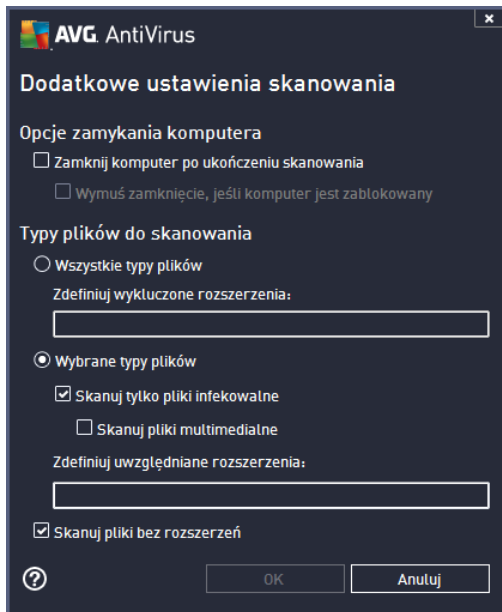 AVG. AntiVirus
Dodatkowe ustawienia skanowania
Opcje zamykania komputera
Zamknij komputer po ukończeniu skanowania
Wymuś zamknięcie, jeśli komputer jest zablokowany
Typy plików do skanowania
Wszystkie typy plików
Zdefiniuj wykluczone rozszerzenia:
Wybrane typy plików
Skanuj tylko pliki infekowalne
Skanuj pliki multimedialne
Zdefiniuj uwzględniane rozszerzenia:
Skanuj pliki bez rozszerzeń
OK
Anuluj